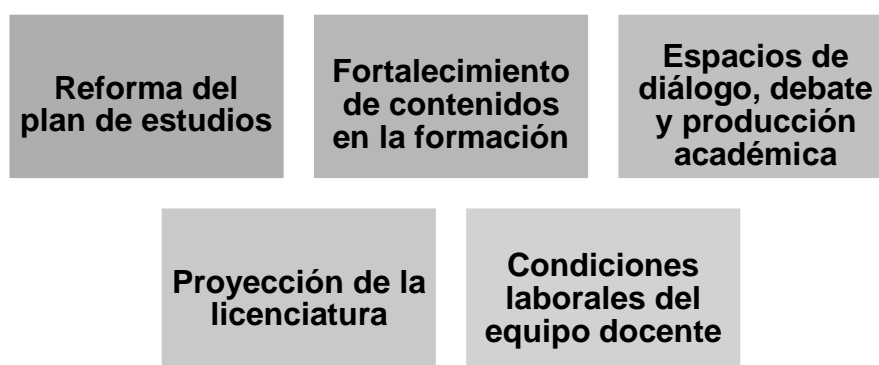 Reforma del
plan de estudios
Fortalecimiento
de contenidos
en la formación
Espacios de
diálogo, debate
y producción
académica
Proyección de la
licenciatura
Condiciones
laborales del
equipo docente